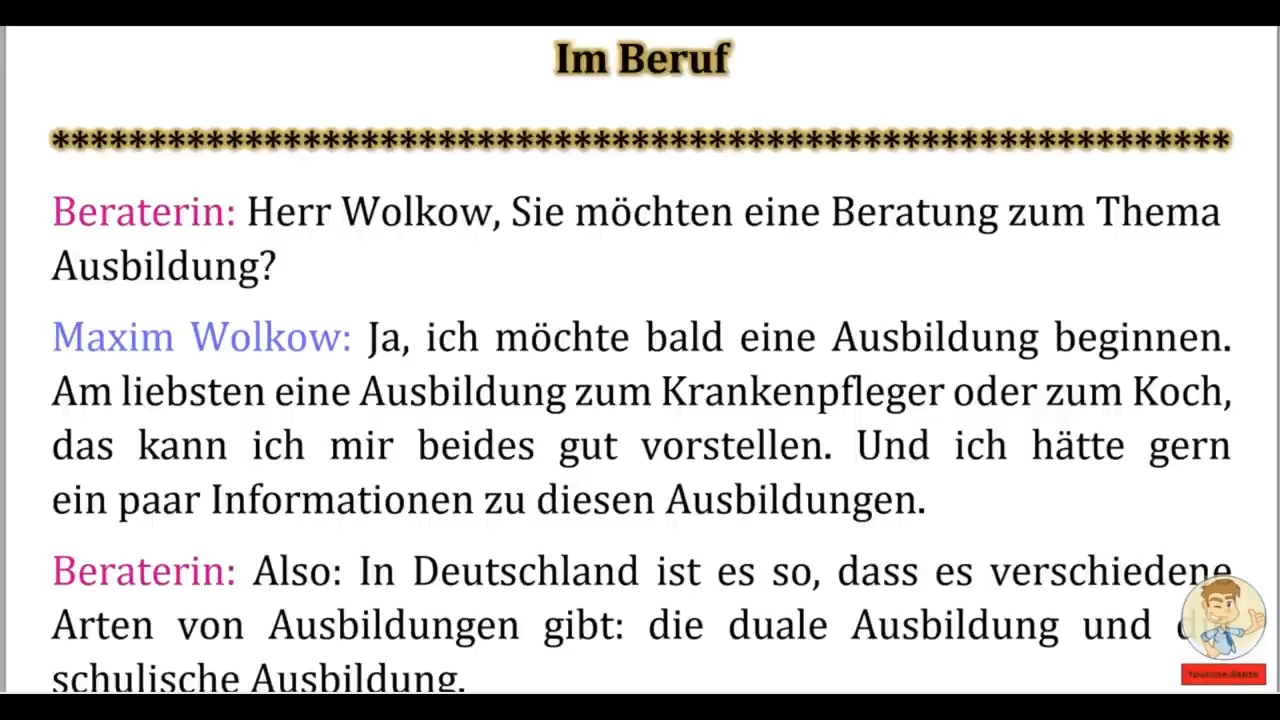 Im Beruf
*************************************************************
Beraterin: Herr Wolkow, Sie möchten eine Beratung zum Thema
Ausbildung?
Maxim Wolkow: Ja, ich möchte bald eine Ausbildung beginnen.
Am liebsten eine Ausbildung zum Krankenpfleger oder zum Koch,
das kann ich mir beides gut vorstellen. Und ich hätte gern
ein paar Informationen zu diesen Ausbildungen.
Beraterin: Also: In Deutschland ist es so, dass es verschiedene
Arten von Ausbildungen gibt: die duale Ausbildung und
schulische Ausbildung.